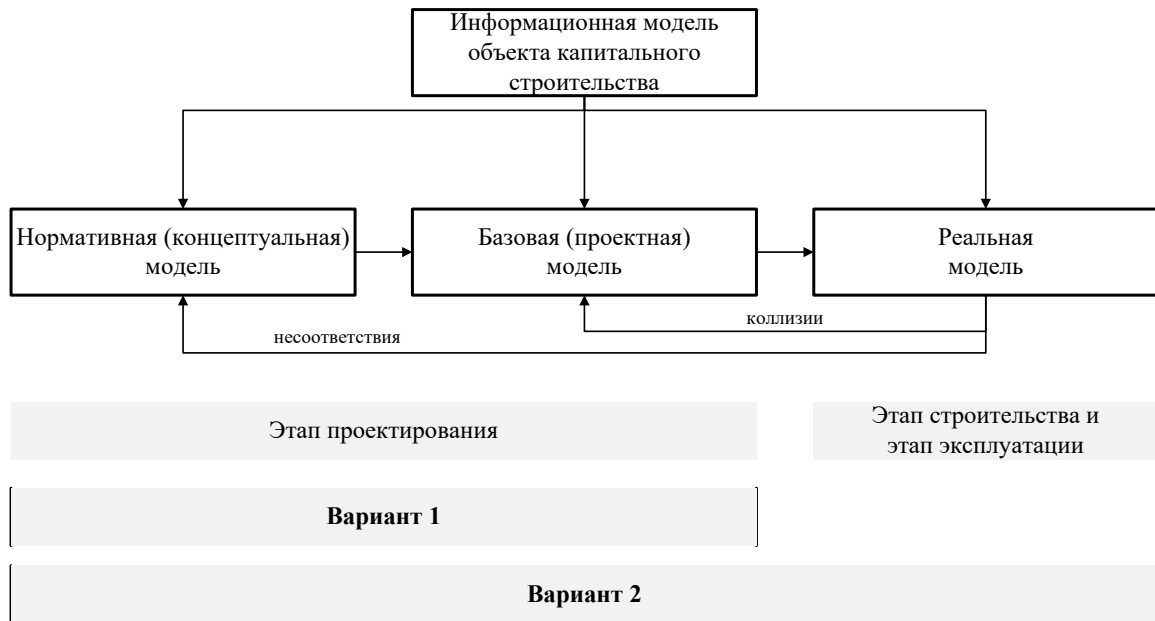 Информационная модель
объекта капитального
строительства
Нормативная (концептуальная)
модель
Базовая (проектная)
модель
Реальная
модель
коллизии
несоответствия
Этап проектирования
Этап строительства и
этап эксплуатации
Вариант 1
Вариант 2